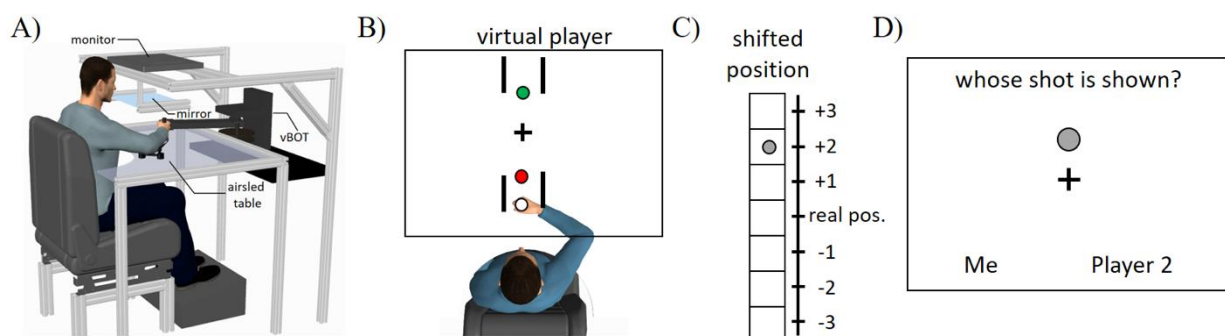 A)
monitor
mirror
vBOT
airsled
table
B)
virtual player
C)
shifted
position
+3
+2
+1
real pos.
-1
-2
-3
D)
whose shot is shown?
Me Player 2